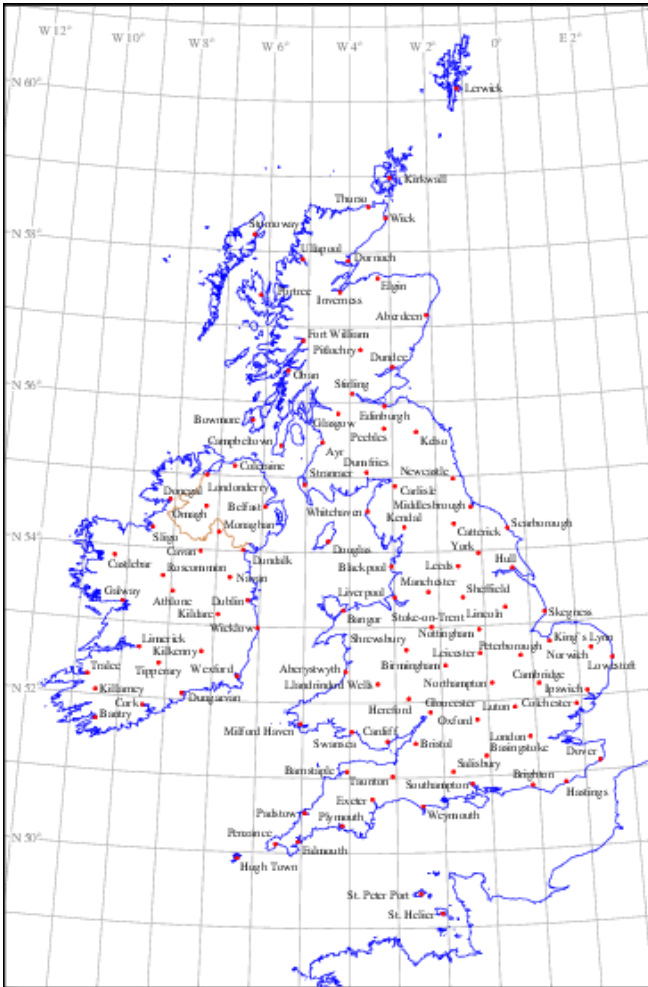 W 12° W 10° W 8° W 6° W 4° W 2° 0° E 2°
N 60°
Lerwick
Kirkwall
Thurso
Wick
N 58°
Stornoway
Ullapool
Dornoch
Portree
Elgin
Inverness
Aberdeen
Fort William
Pitlochry
Dundee
Oban
N 56°
Stirling
Bowmore
Glasgow
Edinburgh
Peebles
Kelso
Campbeltown
Ayr
Coleraine
Dumfries
Stranraer
Newcastle
Donegal
Londonderry
Carlisle
Omagh
Belfast
Whitehaven
Middlesbrough
N 54°
Sligo
Monaghan
Kendal
Catterick
Scarborough
Cavan
Dundalk
Douglas
York
Castlebar
Roscommon
Navan
Blackpool
Leeds
Hull
Galway
Athlone
Dublin
Liverpool
Manchester
Sheffield
Kildare
Bangor
Stoke-on-Trent
Lincoln
Skegness
Wicklow
Limerick
Kilkenny
Shrewsbury
Nottingham
King's Lynn
Tralee
Tipperary
Wexford
Aberystwyth
Birmingham
Leicester
Peterborough
Norwich
Lowestoft
N 52°
Killarney
Cork
Dungarvan
Llandrindod Wells
Northampton
Cambridge
Ipswich
Bantry
Hereford
Gloucester
Luton
Colchester
Milford Haven
Swansea
Cardiff
Bristol
Oxford
London
Basingstoke
Dover
Barnstaple
Taunton
Salisbury
Southampton
Brighton
Hastings
Exeter
Padstow
Plymouth
Weymouth
N 50°
Penzance
Falmouth
Hugh Town
St. Peter Port
St. Helier